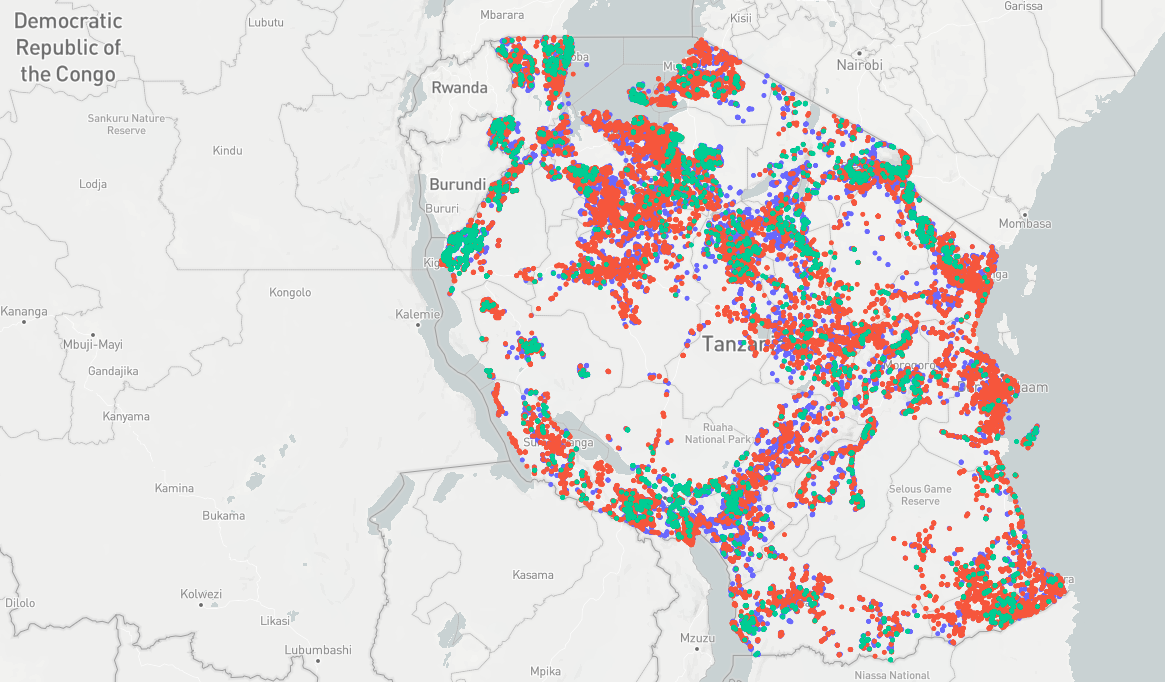 Democratic
Republic of
the Congo
Lubutu
Mbarara
Kisii
Garissa
Nairobi
Rwanda
Sankuru Nature
Reserve
Kindu
Lodja
Burundi
Bururi
Mombasa
Kongolo
Kananga
Kalemie
Mbuji-Mayi
Gandajika
Kanyama
Ruaha
National Park
Kamina
Selous Game
Reserve
Bukama
Kasama
Dilolo
Kolwezi
Likasi
Lubumbashi
Mzuzu
Mpika
Niassa National